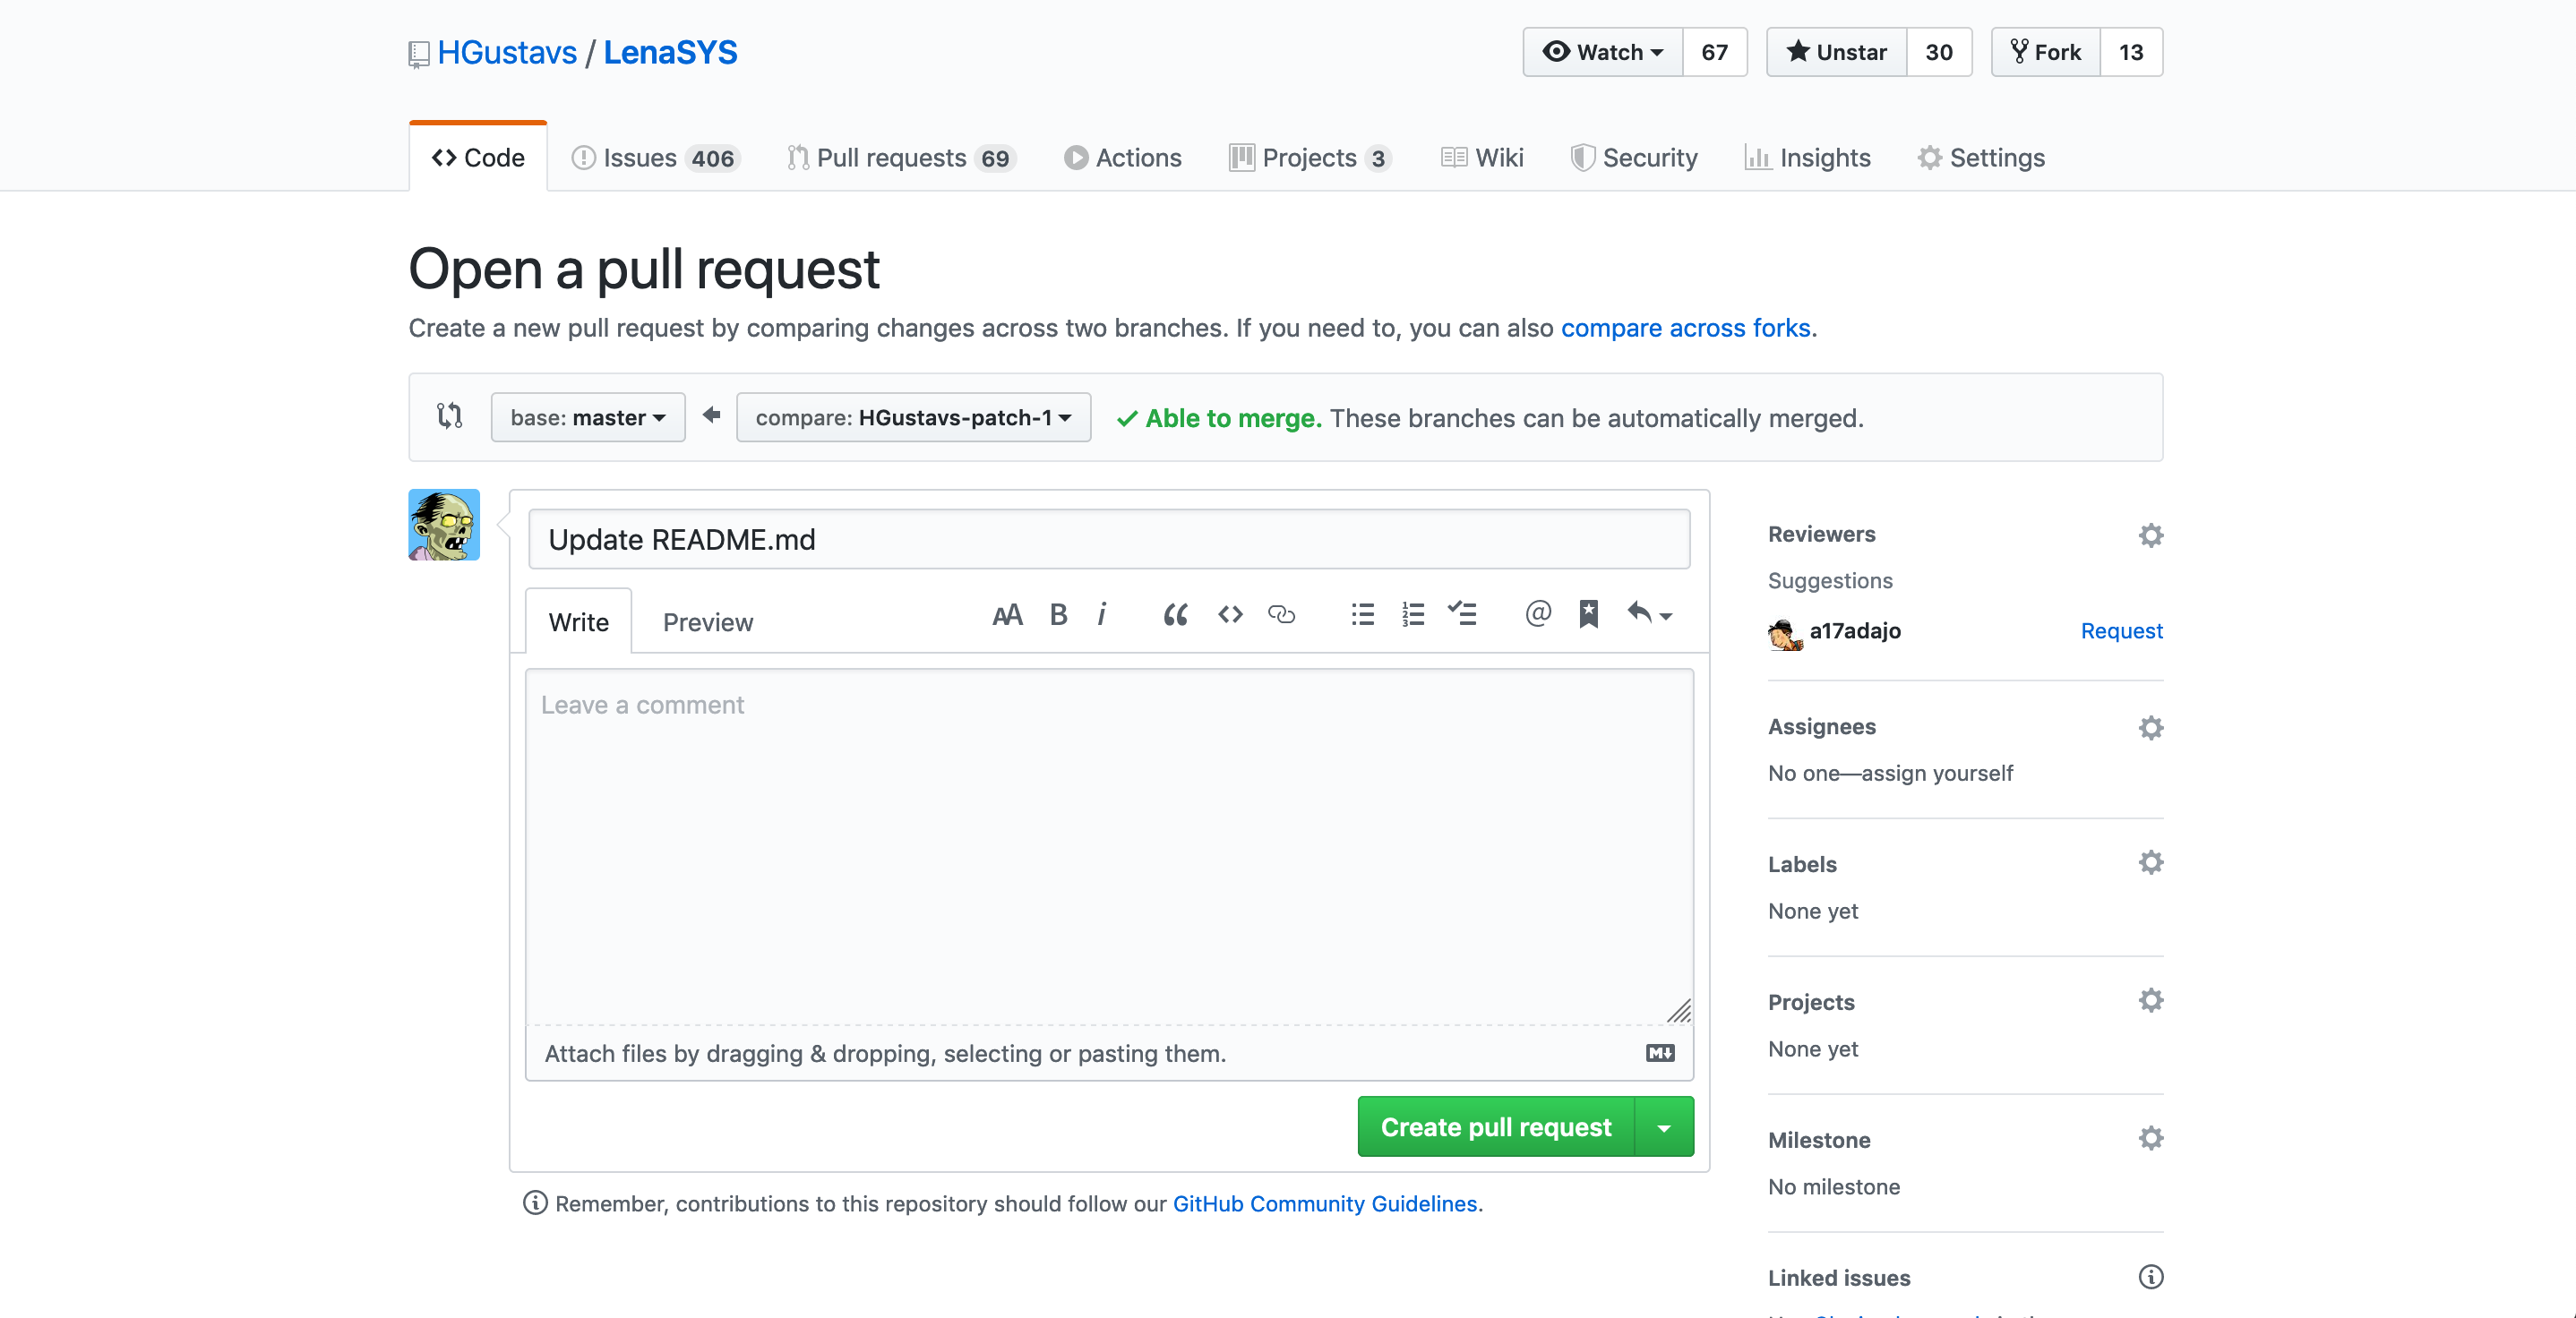 HGustavs / LenaSYS
Watch 67 Unstar 30 Fork 13
Code Issues 406 Pull requests 69 Actions Projects 3 Wiki Security Insights Settings
Open a pull request
Create a new pull request by comparing changes across two branches. If you need to, you can also compare across forks.
base: master compare: HGustavs-patch-1 Able to merge. These branches can be automatically merged.
Update README.md
Write Preview AA B i
Leave a comment
Attach files by dragging & dropping, selecting or pasting them.
M↓
Create pull request
Remember, contributions to this repository should follow our GitHub Community Guidelines.
Reviewers
Suggestions
a17adajo Request
Assignees
No one—assign yourself
Labels
None yet
Projects
None yet
Milestone
No milestone
Linked issues